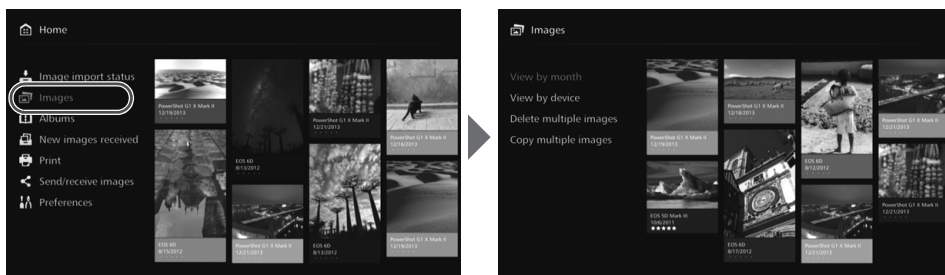 Home
Image import status
Images
Albums
New images received
Print
Send/receive images
Preferences
PowerShot G1 X Mark II
12/19/2013
EOS 6D
8/15/2012
EOS 6D
8/13/2012
PowerShot G1 X Mark II
12/21/2013
PowerShot G1 X Mark II
12/21/2013
EOS 6D
8/13/2012
PowerShot G1 X Mark II
12/16/2013
PowerShot G1 X Mark II
12/19/2013
Images
View by month
View by device
Delete multiple images
Copy multiple images
PowerShot G1 X Mark II
12/19/2013
EOS 5D Mark III
10/6/2011
★★★★★
PowerShot G1 X Mark II
12/18/2013
EOS 6D
8/17/2012
EOS 6D
8/12/2012
PowerShot G1 X Mark II
12/21/2013
PowerShot G1 X Mark II
12/21/2013
PowerShot G1 X Mark II
12/21/2013